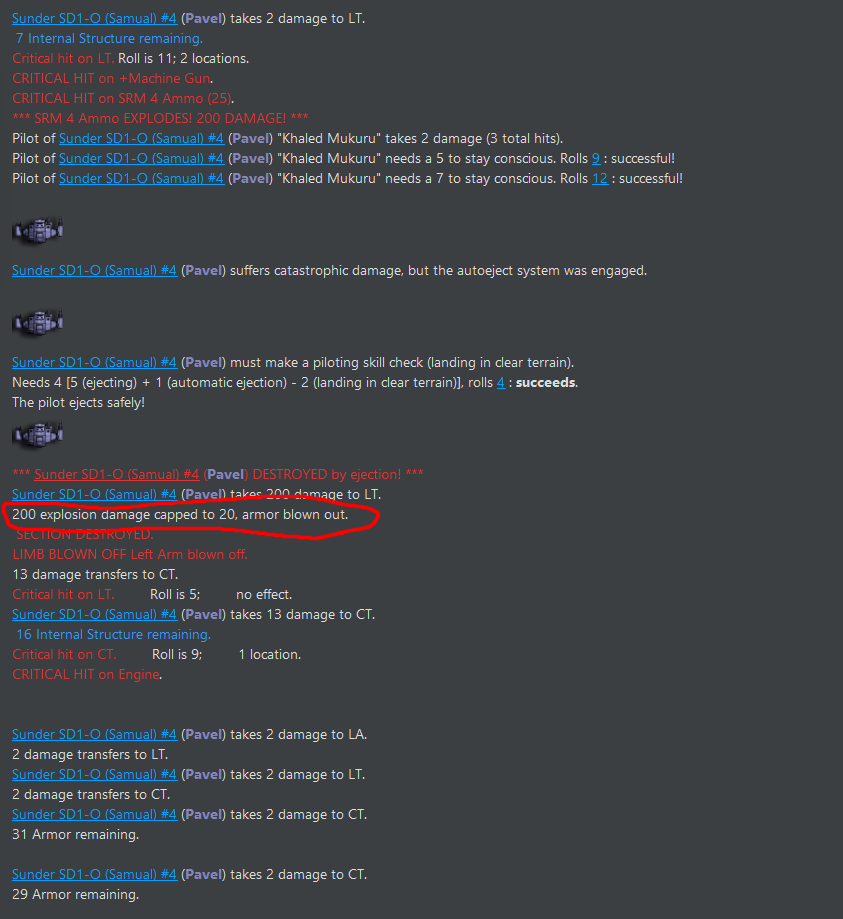 Sunder SD1-O (Samual) #4 (Pavel) takes 2 damage to LT.
7 Internal Structure remaining.
Critical hit on LT. Roll is 11; 2 locations.
CRITICAL HIT on +Machine Gun.
CRITICAL HIT on SRM 4 Ammo (25).
*** SRM 4 Ammo EXPLODES! 200 DAMAGE! ***
Pilot of Sunder SD1-O (Samual) #4 (Pavel) "Khaled Mukuru" takes 2 damage (3 total hits).
Pilot of Sunder SD1-O (Samual) #4 (Pavel) "Khaled Mukuru" needs a 5 to stay conscious. Rolls 9 : successful!
Pilot of Sunder SD1-O (Samual) #4 (Pavel) "Khaled Mukuru" needs a 7 to stay conscious. Rolls 12 : successful!
Sunder SD1-O (Samual) #4 (Pavel) suffers catastrophic damage, but the autoeject system was engaged.
Sunder SD1-O (Samual) #4 (Pavel) must make a piloting skill check (landing in clear terrain).
Needs 4 [5 (ejecting) + 1 (automatic ejection) - 2 (landing in clear terrain)], rolls 4 : succeeds.
The pilot ejects safely!
*** Sunder SD1-O (Samual) #4 (Pavel) DESTROYED by ejection! ***
Sunder SD1-O (Samual) #4 (Pavel) takes 200 damage to LT.
200 explosion damage capped to 20, armor blown out.
SECTION DESTROYED.
LIMB BLOWN OFF Left Arm blown off.
13 damage transfers to CT.
Critical hit on LT. Roll is 5; no effect.
Sunder SD1-O (Samual) #4 (Pavel) takes 13 damage to CT.
16 Internal Structure remaining.
Critical hit on CT. Roll is 9; 1 location.
CRITICAL HIT on Engine.
Sunder SD1-O (Samual) #4 (Pavel) takes 2 damage to LA.
2 damage transfers to LT.
Sunder SD1-O (Samual) #4 (Pavel) takes 2 damage to LT.
2 damage transfers to CT.
Sunder SD1-O (Samual) #4 (Pavel) takes 2 damage to CT.
31 Armor remaining.
Sunder SD1-O (Samual) #4 (Pavel) takes 2 damage to CT.
29 Armor remaining.